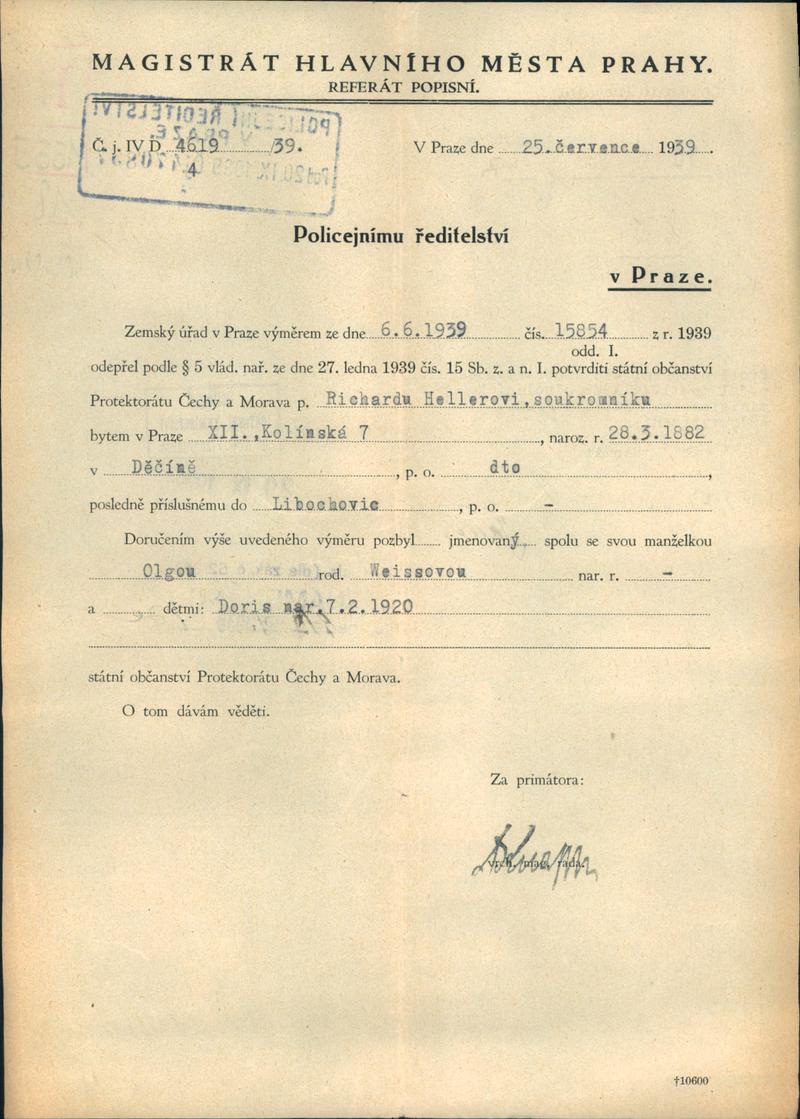 MAGISTRÁT HLAVNÍHO MĚSTA PRAHY.
REFERÁT POPISNÍ.
Č. j. IV D 4619 /39.
4
V Praze dne 25. července 1939.
Policejnímu ředitelství
v Praze.
Zemský úřad v Praze výměrem ze dne 6.6.1939 čís. 15854 z r. 1939
odd. I.
odepřel podle § 5 vlád. nař. ze dne 27. ledna 1939 čís. 15 Sb. z. a n. I. potvrditi státní občanství
Protektorátu Čechy a Morava p. Richardu Hellerovi, soukromníku
bytem v Praze XII., Kolínská 7, naroz. r. 28.3.1882
v Děčíně, p. o. dto,
posledně příslušnému do Libochovic, p. o. -
Doručením výše uvedeného výměru pozbyl jmenovaný spolu se svou manželkou
Olgou rod. Weissovou nar. r. -
a dětmi: Doris nar. 7.2.1920
státní občanství Protektorátu Čechy a Morava.
O tom dávám věděti.
Za primátora:
vrch. mag. rada.
†10600